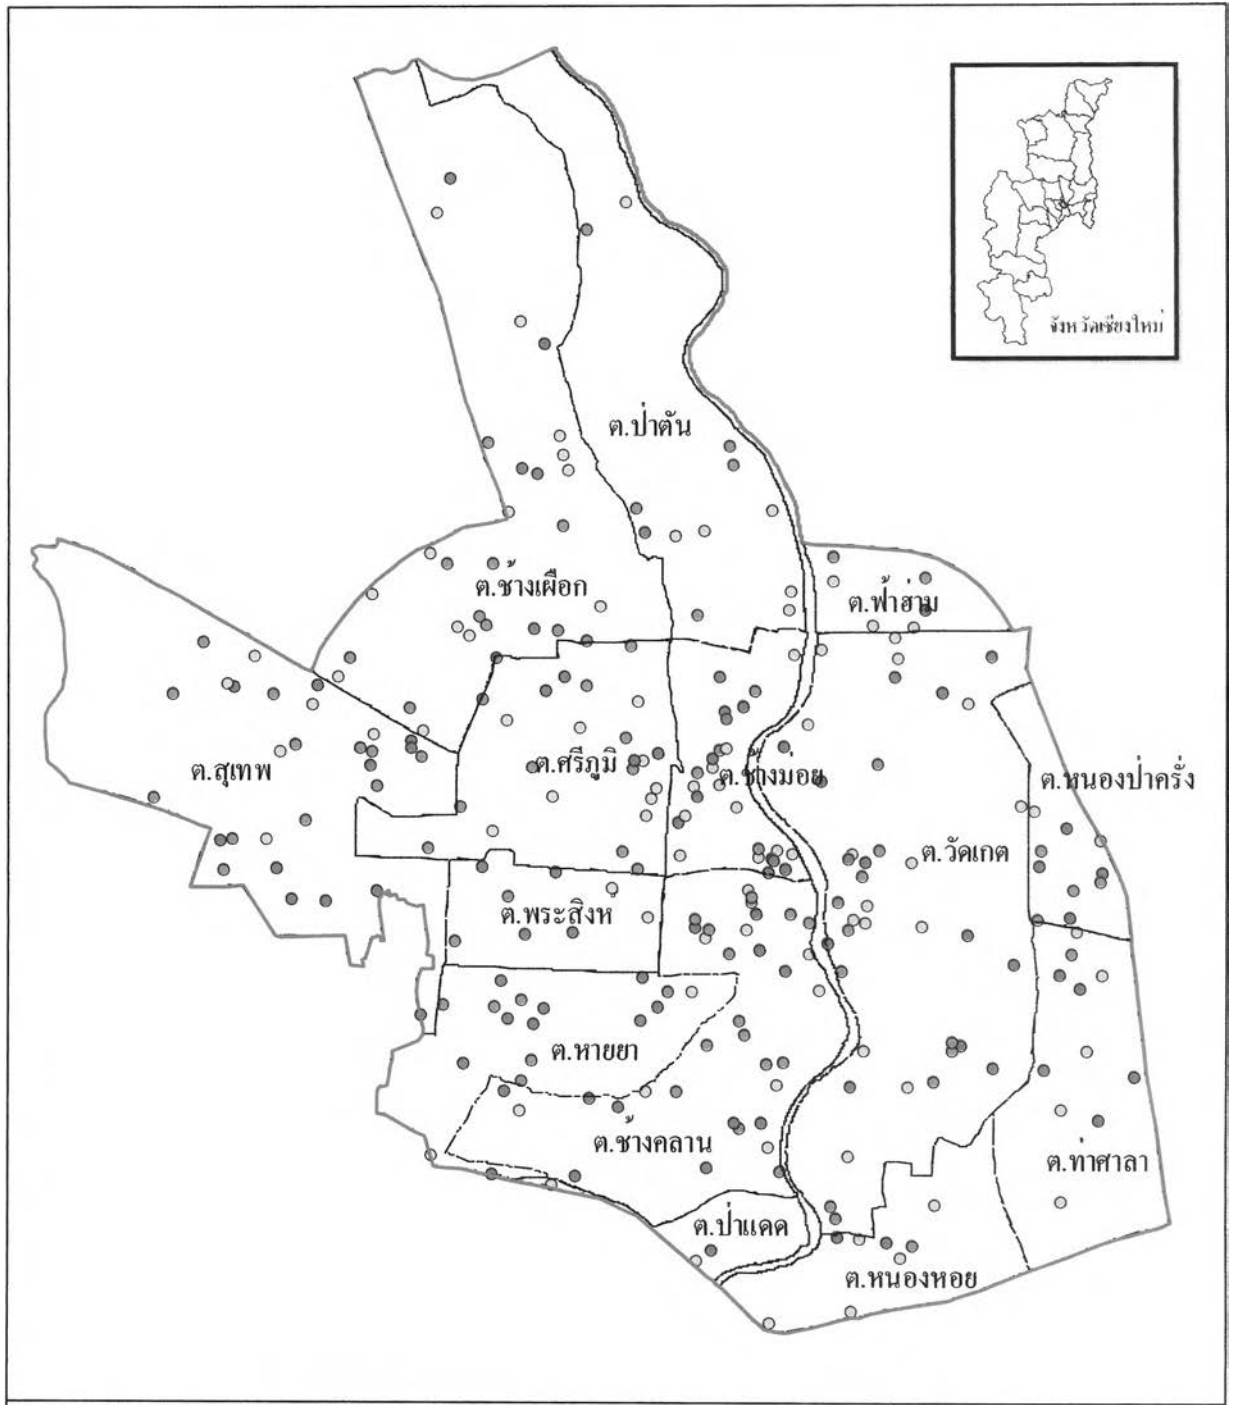 จังหวัดเชียงใหม่
ต.ป่าตัน
ต.ช้างเผือก
ต.ฟ้าฮ่าม
ต.สุเทพ
ต.ศรีภูมิ
ต.ช้างม่อย
ต.หนองป่าครั่ง
ต.วัดเกต
ต.พระสิงห์
ต.หายยา
ต.ช้างคลาน
ต.ท่าศาลา
ต.ป่าแดด
ต.หนองหอย